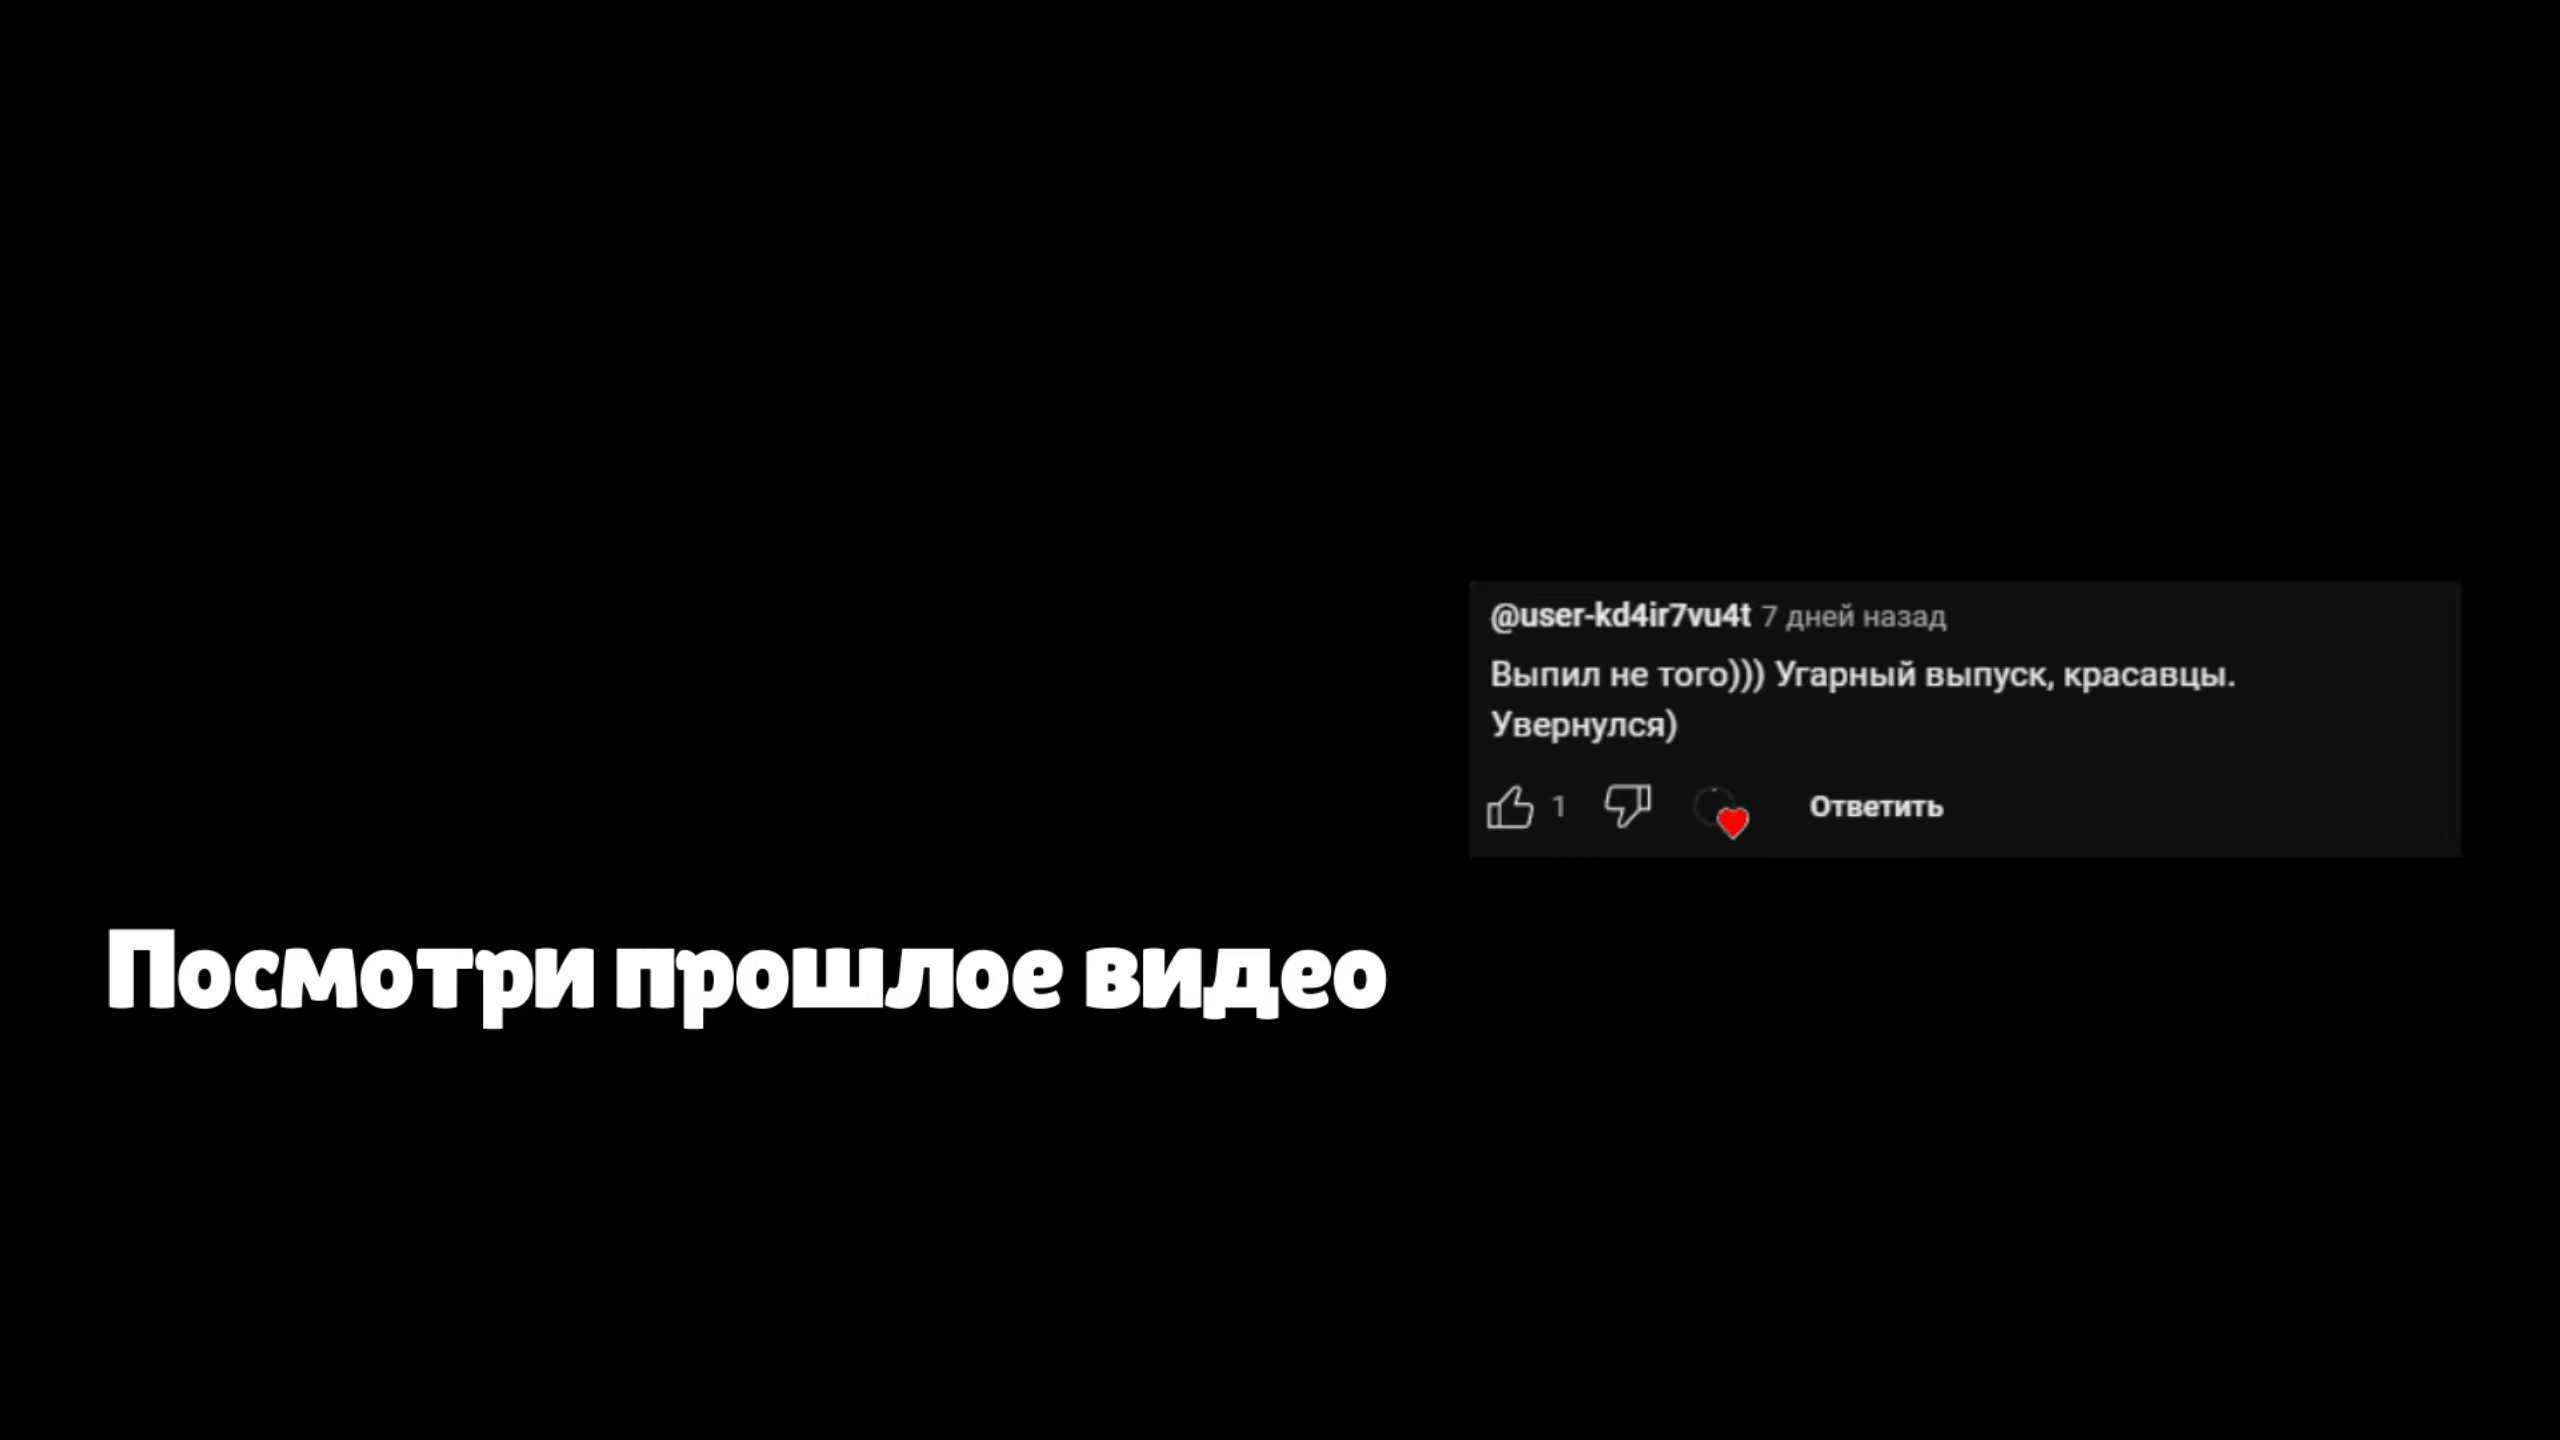 @user-kd4ir7vu4t 7 дней назад
Выпил не того))) Угарный выпуск, красавцы.
Увернулся)
1 Ответить
Посмотри прошлое видео